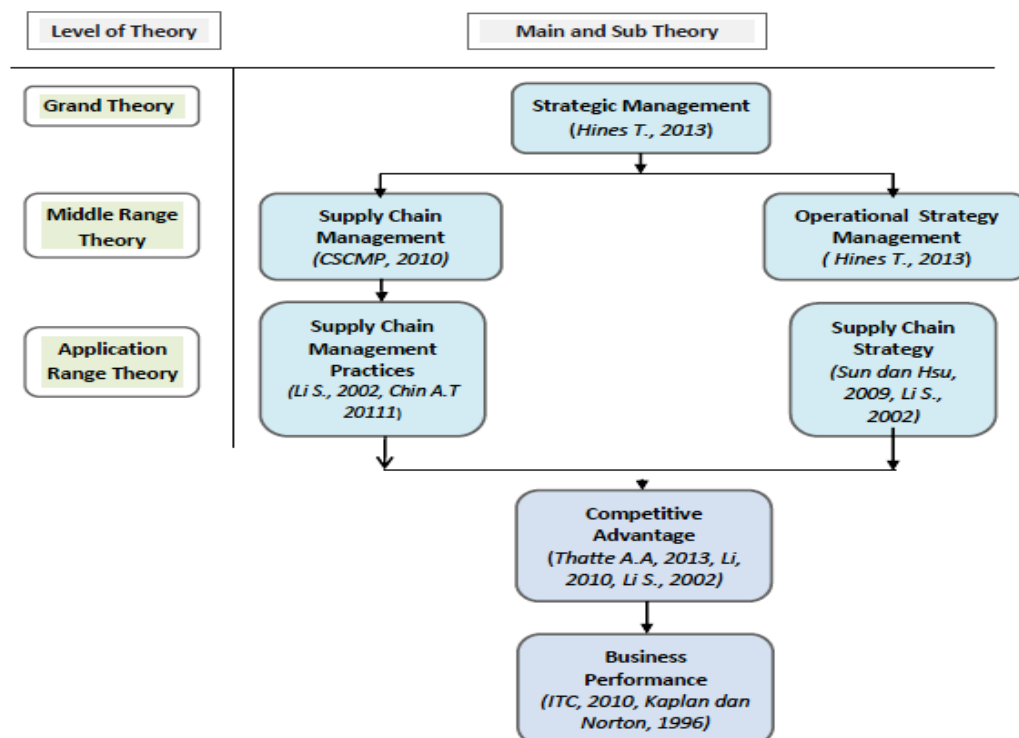 Level of Theory
Main and Sub Theory
Grand Theory
Strategic Management
(Hines T., 2013)
Middle Range
Theory
Supply Chain
Management
(CSCMP, 2010)
Operational Strategy
Management
( Hines T., 2013)
Application
Range Theory
Supply Chain
Management
Practices
(Li S., 2002, Chin A.T
20111)
Supply Chain
Strategy
(Sun dan Hsu,
2009, Li S.,
2002)
Competitive
Advantage
(Thatte A.A, 2013, Li,
2010, Li S., 2002)
Business
Performance
(ITC, 2010, Kaplan dan
Norton, 1996)